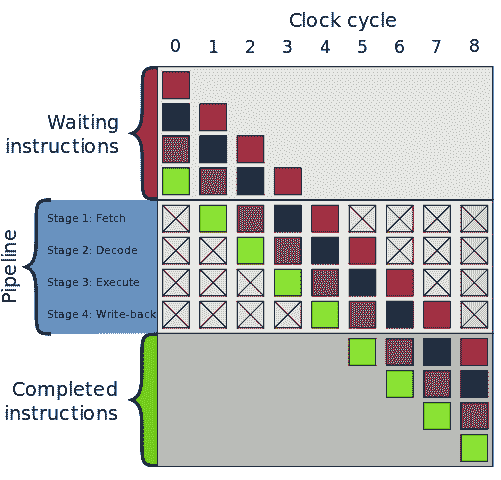 Clock cycle
0 1 2 3 4 5 6 7 8
Waiting
instructions
Pipeline
Stage 1: Fetch
Stage 2: Decode
Stage 3: Execute
Stage 4: Write-back
Completed
instructions